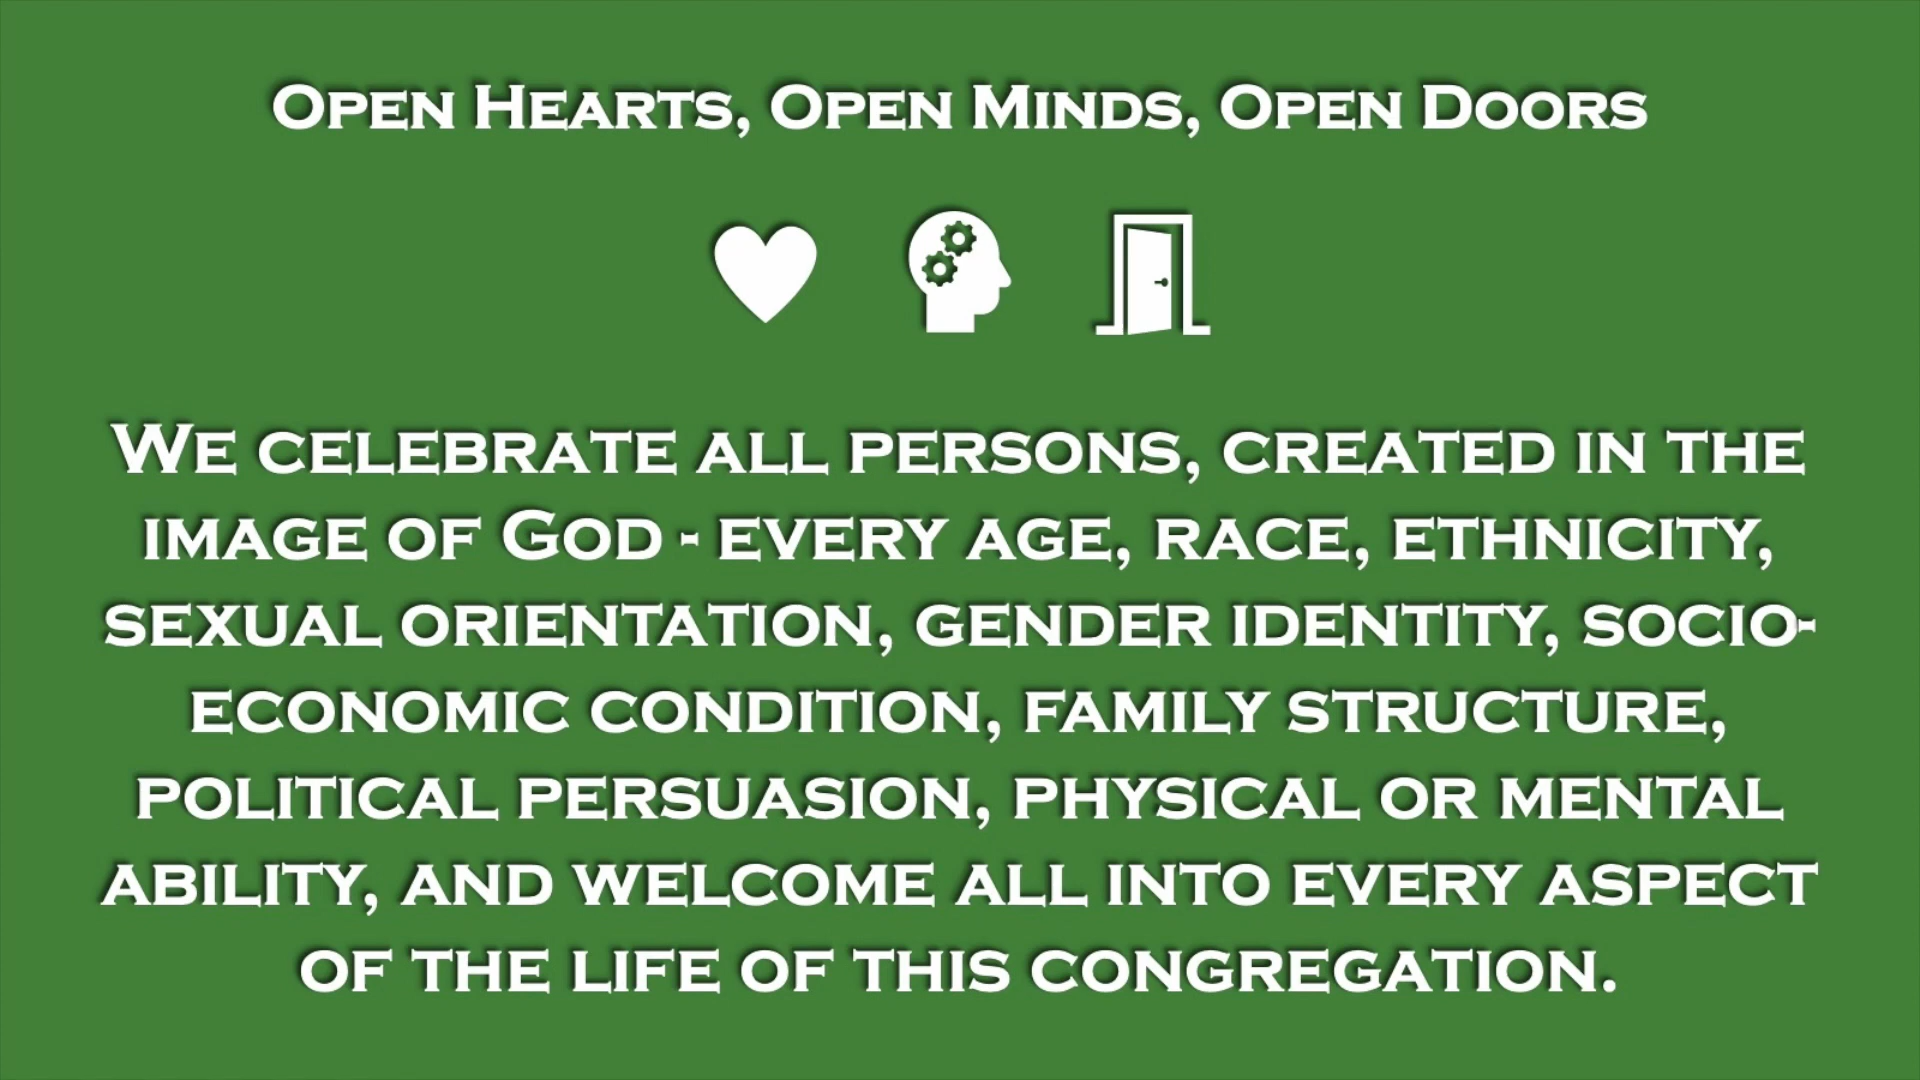 Open Hearts, Open Minds, Open Doors
We celebrate all persons, created in the
image of God - every age, race, ethnicity,
sexual orientation, gender identity, socio-
economic condition, family structure,
political persuasion, physical or mental
ability, and welcome all into every aspect
of the life of this congregation.